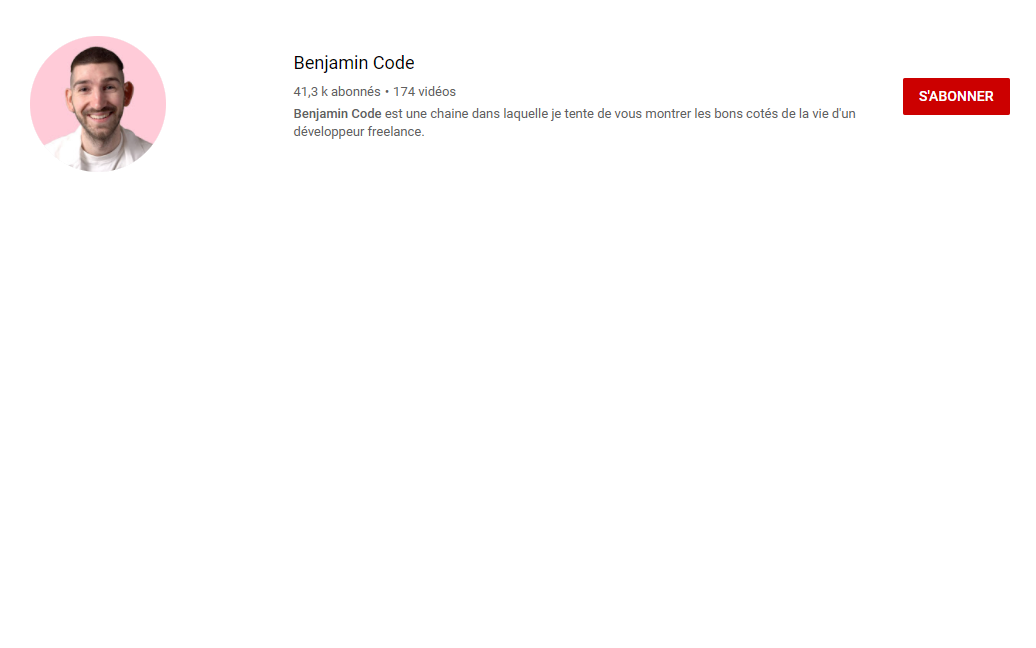 Benjamin Code
41,3 k abonnés • 174 vidéos
Benjamin Code est une chaine dans laquelle je tente de vous montrer les bons cotés de la vie d'un
développeur freelance.
S'ABONNER